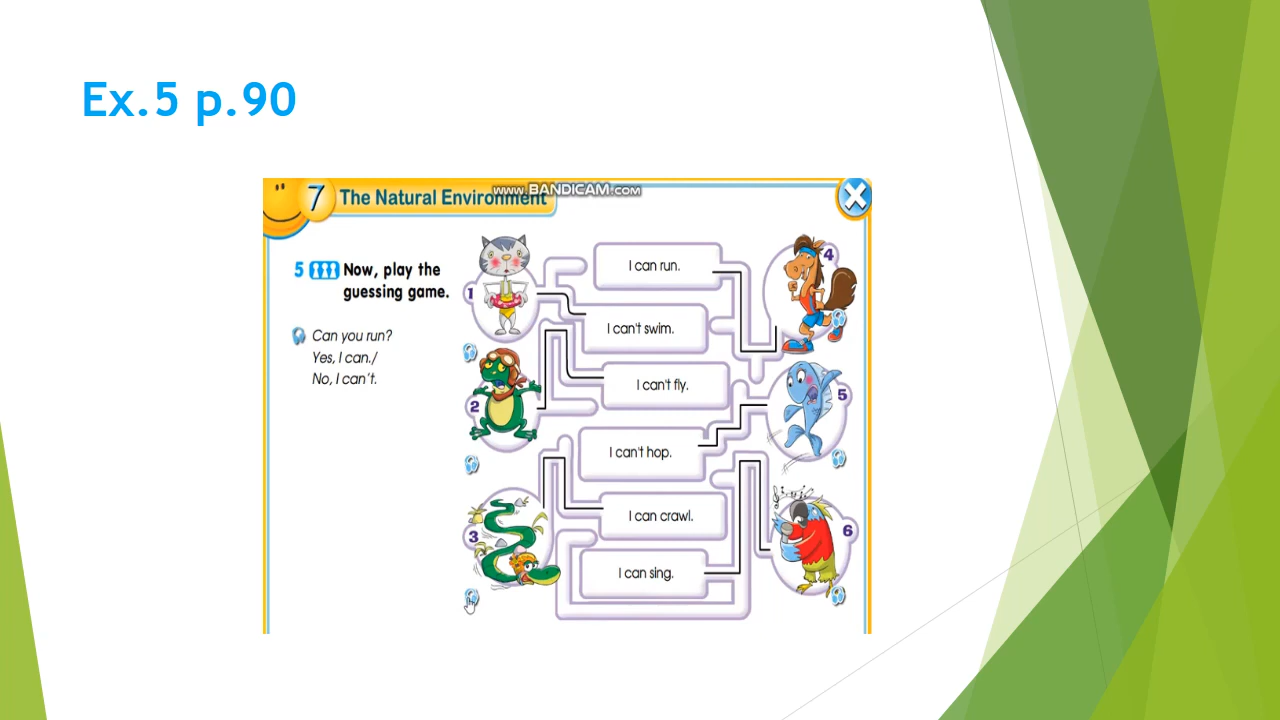 Ex.5 p.90
7 The Natural Environment
www.BANDICAM.com
5 Now, play the
guessing game.
Can you run?
Yes, I can./
No, I can't.
1
2
3
I can run.
I can't swim.
I can't fly.
I can't hop.
I can crawl.
I can sing.
4
5
6